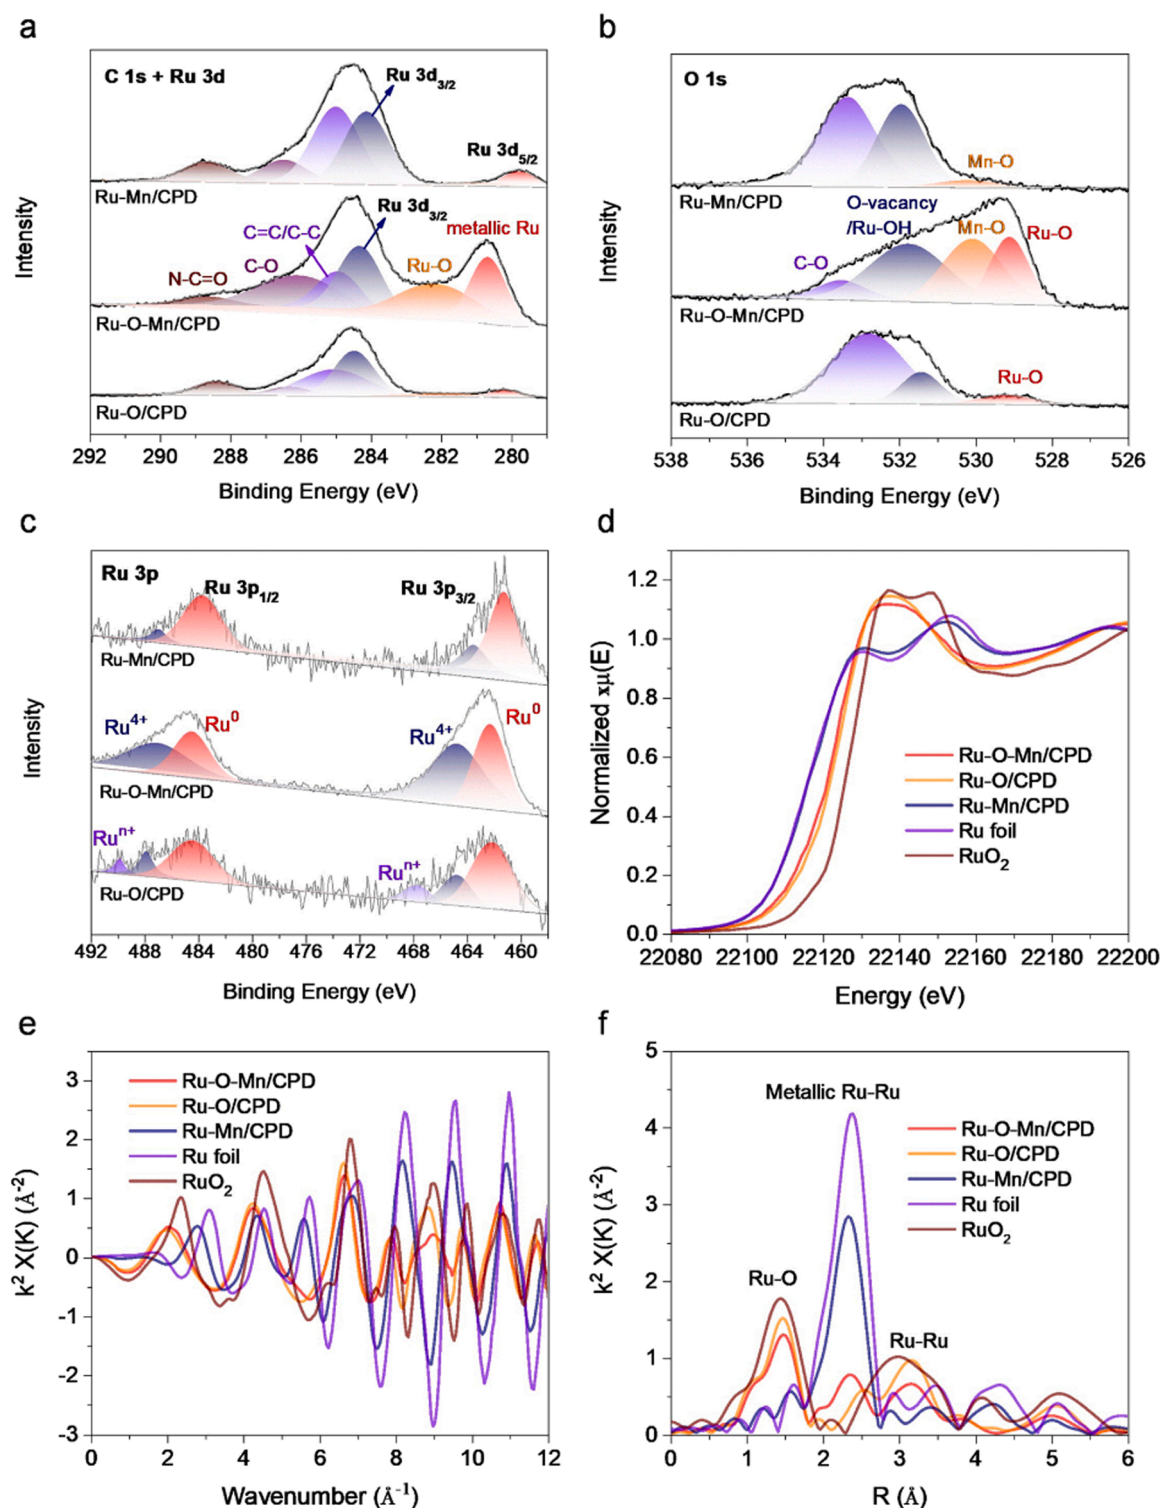 a
C 1s + Ru 3d
Ru 3d3/2
Ru 3d5/2
Ru-Mn/CPD
C=C/C-C
Ru 3d3/2
metallic Ru
N-C=O
C-O
Ru-O
Ru-O-Mn/CPD
Ru-O/CPD
Intensity
292 290 288 286 284 282 280
Binding Energy (eV)
b
O 1s
Mn-O
Ru-Mn/CPD
O-vacancy
/Ru-OH
Mn-O
Ru-O
C-O
Ru-O-Mn/CPD
Ru-O
Ru-O/CPD
Intensity
538 536 534 532 530 528 526
Binding Energy (eV)
c
Ru 3p
Ru 3p1/2
Ru 3p3/2
Ru-Mn/CPD
Ru4+
Ru0
Ru4+
Ru0
Ru-O-Mn/CPD
Run+
Run+
Ru-O/CPD
Intensity
492 488 484 480 476 472 468 464 460
Binding Energy (eV)
d
1.2
1.0
0.8
0.6
0.4
0.2
0.0
Normalized xμ(E)
Ru-O-Mn/CPD
Ru-O/CPD
Ru-Mn/CPD
Ru foil
RuO2
22080 22100 22120 22140 22160 22180 22200
Energy (eV)
e
3
2
1
0
-1
-2
-3
k2 X(K) (Å-2)
Ru-O-Mn/CPD
Ru-O/CPD
Ru-Mn/CPD
Ru foil
RuO2
0 2 4 6 8 10 12
Wavenumber (Å-1)
f
5
4
3
2
1
0
k2 X(K) (Å-2)
Metallic Ru-Ru
Ru-O-Mn/CPD
Ru-O/CPD
Ru-Mn/CPD
Ru foil
RuO2
Ru-O
Ru-Ru
0 1 2 3 4 5 6
R (Å)